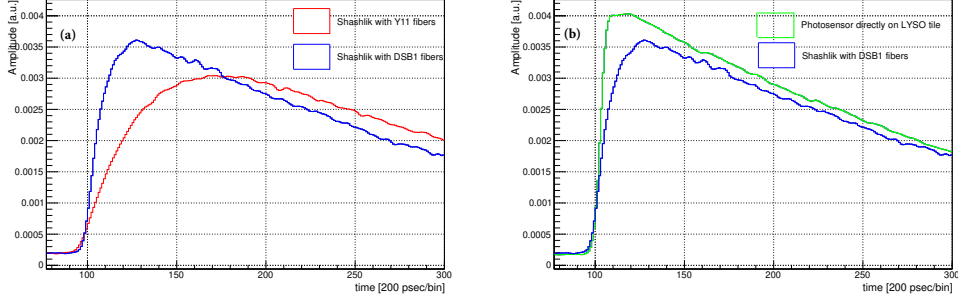 Amplitude [a.u.]
(a)
Shashlik with Y11 fibers
Shashlik with DSB1 fibers
0.004
0.0035
0.003
0.0025
0.002
0.0015
0.001
0.0005
0
100 150 200 250 300
time [200 psec/bin]
Amplitude [a.u.]
(b)
Photosensor directly on LYSO tile
Shashlik with DSB1 fibers
0.004
0.0035
0.003
0.0025
0.002
0.0015
0.001
0.0005
0
100 150 200 250 300
time [200 psec/bin]